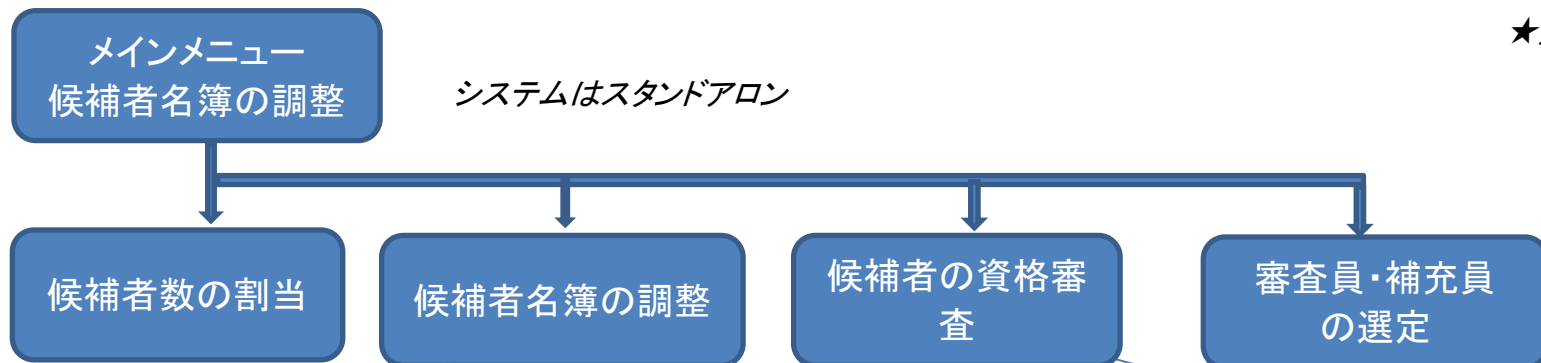 ★
メインメニュー
候補者名簿の調整
システムはスタンドアロン
候補者数の割当
候補者名簿の調整
候補者の資格審
査
審査員・補充員
の選定